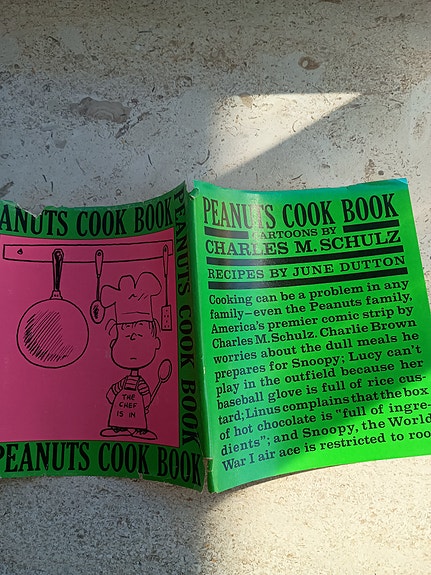 PEANUTS COOK BOOK
THE
CHEF
IS IN
PEANUTS COOK BOOK
PEANUTS COOK BOOK
PEANUTS COOK BOOK
CARTOONS BY
CHARLES M. SCHULZ
RECIPES BY JUNE DUTTON
Cooking can be a problem in any
family—even the Peanuts family,
America's premier comic strip by
Charles M. Schulz. Charlie Brown
worries about the dull meals he
prepares for Snoopy; Lucy can't
play in the outfield because her
baseball glove is full of rice cus-
tard; Linus complains that the box
of hot chocolate is "full of ingre-
dients"; and Snoopy, the World
War I air ace is restricted to